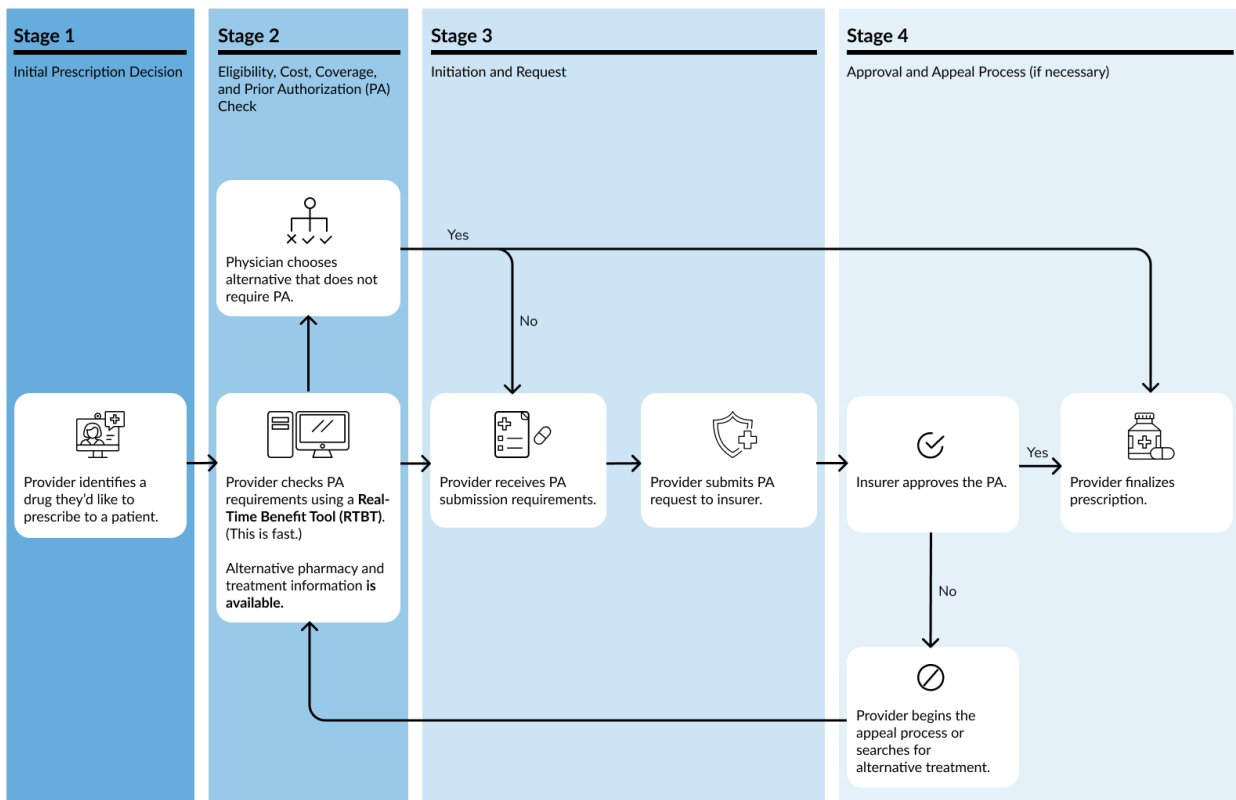 Stage 1
Initial Prescription Decision
Stage 2
Eligibility, Cost, Coverage,
and Prior Authorization (PA)
Check
Stage 3
Initiation and Request
Stage 4
Approval and Appeal Process (if necessary)
Physician chooses
alternative that does not
require PA.
Yes
No
Provider identifies a
drug they'd like to
prescribe to a patient.
Provider checks PA
requirements using a Real-
Time Benefit Tool (RTBT).
(This is fast.)
Alternative pharmacy and
treatment information is
available.
Provider receives PA
submission requirements.
Provider submits PA
request to insurer.
Insurer approves the PA.
Yes
Provider finalizes
prescription.
No
Provider begins the
appeal process or
searches for
alternative treatment.